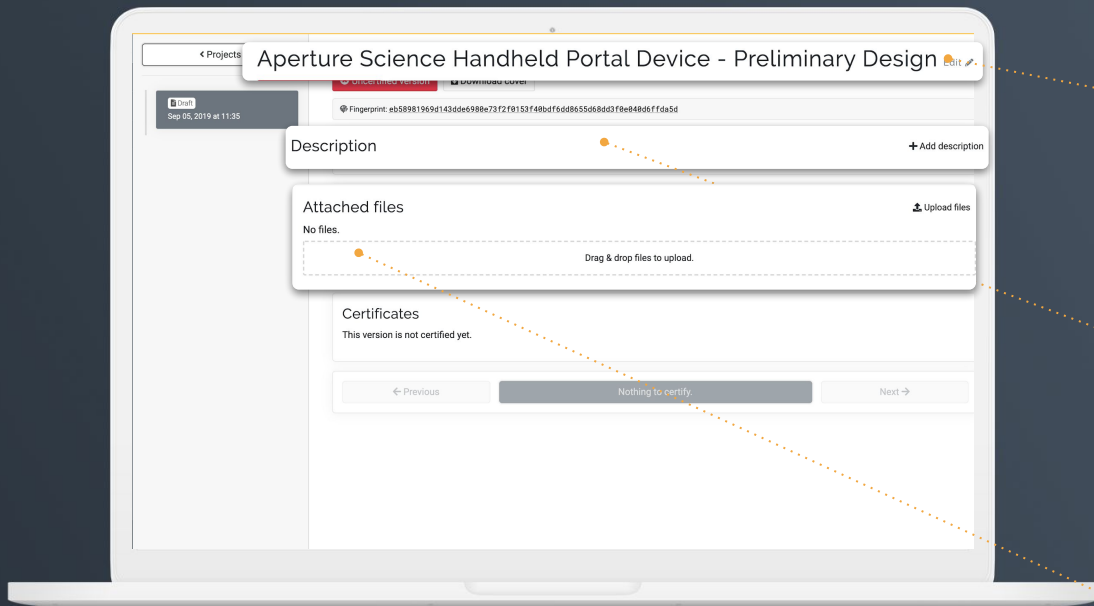 Projects
Aperture Science Handheld Portal Device - Preliminary Design
Edit
Uncertified version
Download cover
Draft
Sep 05, 2019 at 11:35
Fingerprint: eb58981969d143dde6980e73f2f0153f40bdf6dd8655d68dd3f0e040d6ffda5d
Description
Add description
Attached files
Upload files
No files.
Drag & drop files to upload.
Certificates
This version is not certified yet.
Previous
Nothing to certify.
Next